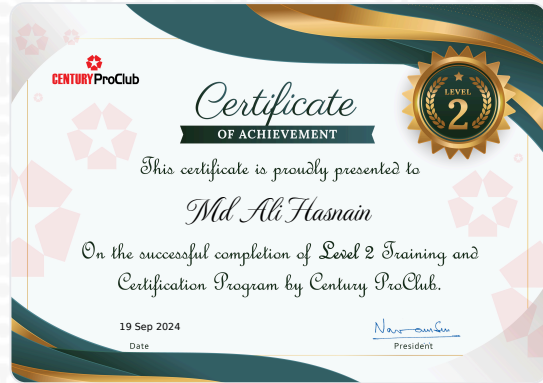 CENTURY ProClub
Certificate
OF ACHIEVEMENT
LEVEL
2
This certificate is proudly presented to
Md Ali Hasnain
On the successful completion of Level 2 Training and
Certification Program by Century ProClub.
19 Sep 2024
Date
President